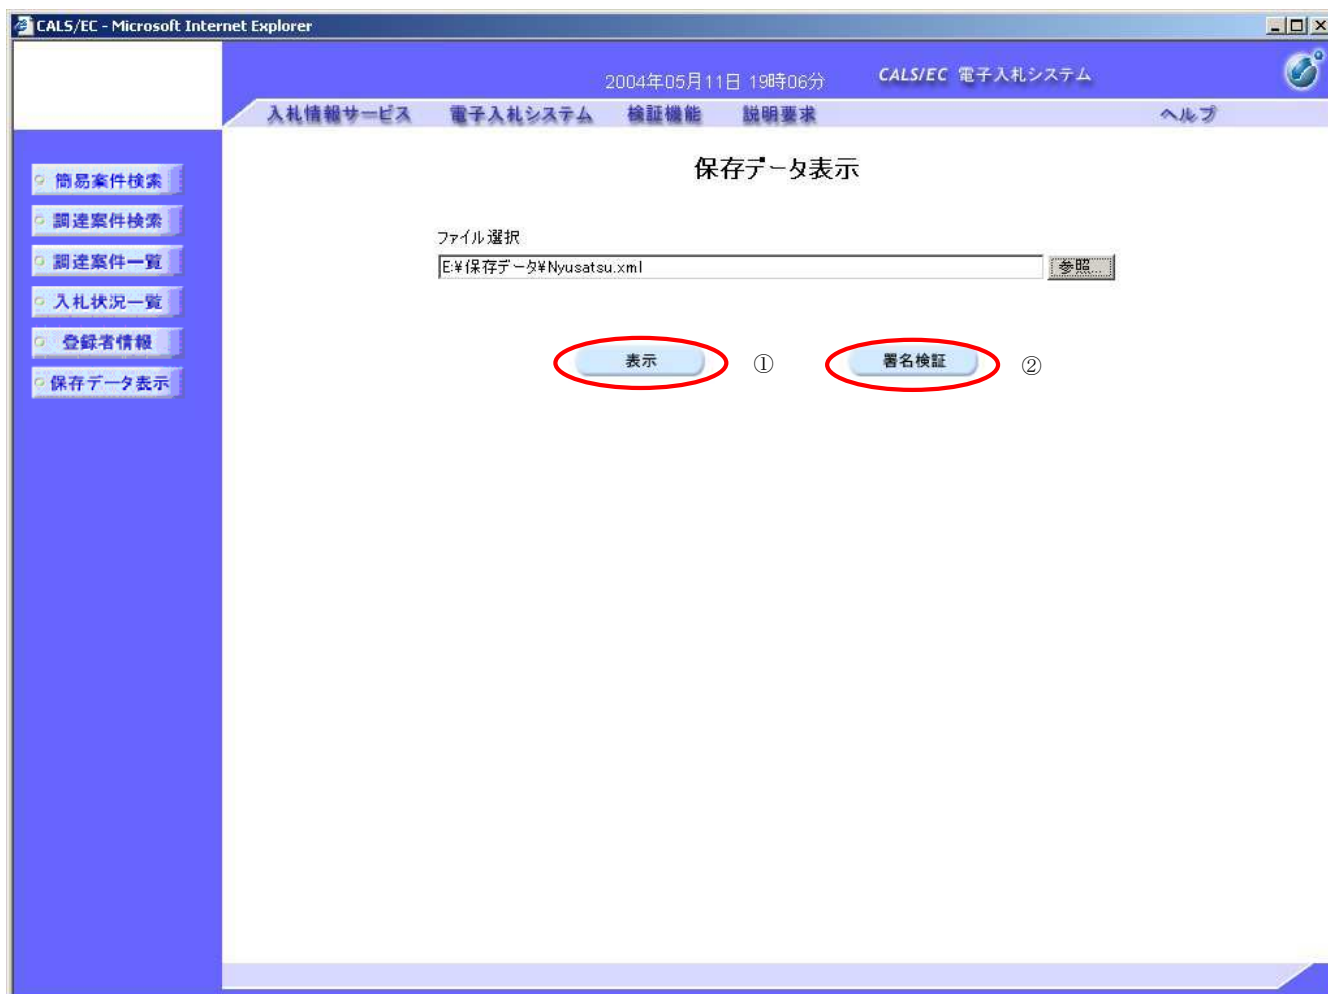 CALS/EC - Microsoft Internet Explorer
2004年05月11日 19時06分
CALS/EC 電子入札システム
入札情報サービス 電子入札システム 検証機能 説明要求 ヘルプ
簡易案件検索
調達案件検索
調達案件一覧
入札状況一覧
登録者情報
保存データ表示
保存データ表示
ファイル選択
E:¥保存データ¥Nyusatsu.xml 参照...
表示 ① 署名検証 ②